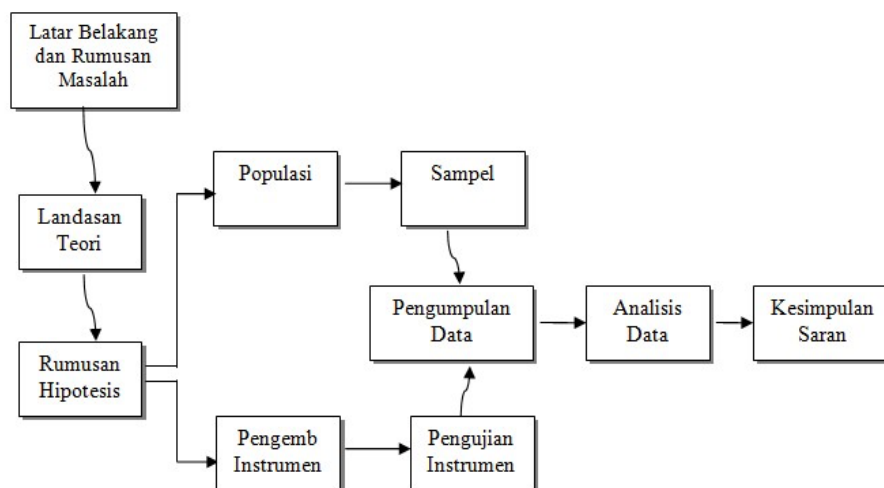 Latar Belakang
dan Rumusan
Masalah
Landasan
Teori
Rumusan
Hipotesis
Populasi
Sampel
Pengemb
Instrumen
Pengujian
Instrumen
Pengumpulan
Data
Analisis
Data
Kesimpulan
Saran